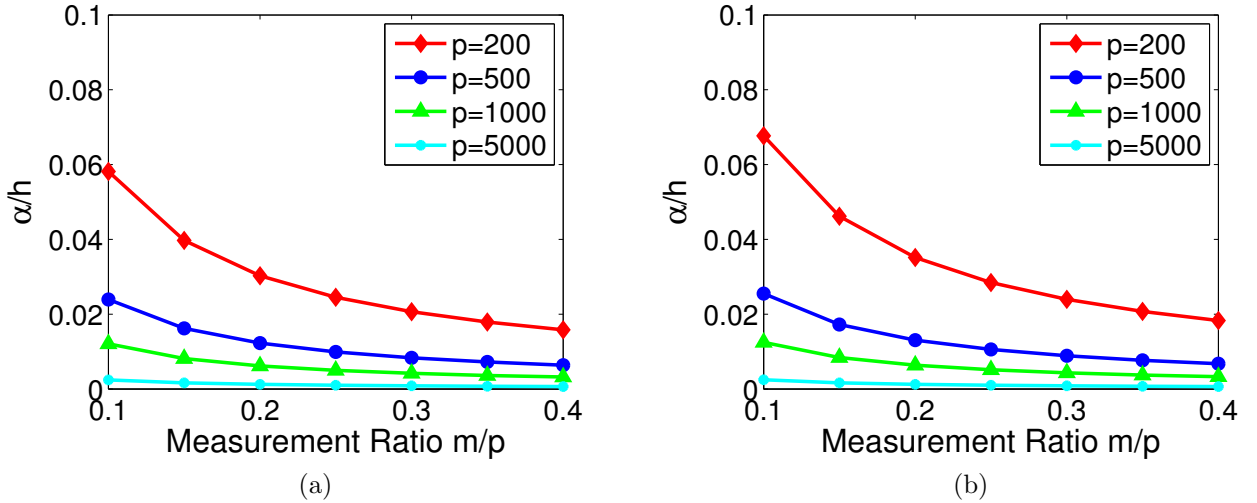 0.1
0.08
0.06
0.04
0.02
0
α/h
p=200
p=500
p=1000
p=5000
0.1 0.2 0.3 0.4
Measurement Ratio m/p
(a)
0.1
0.08
0.06
0.04
0.02
0
α/h
p=200
p=500
p=1000
p=5000
0.1 0.2 0.3 0.4
Measurement Ratio m/p
(b)